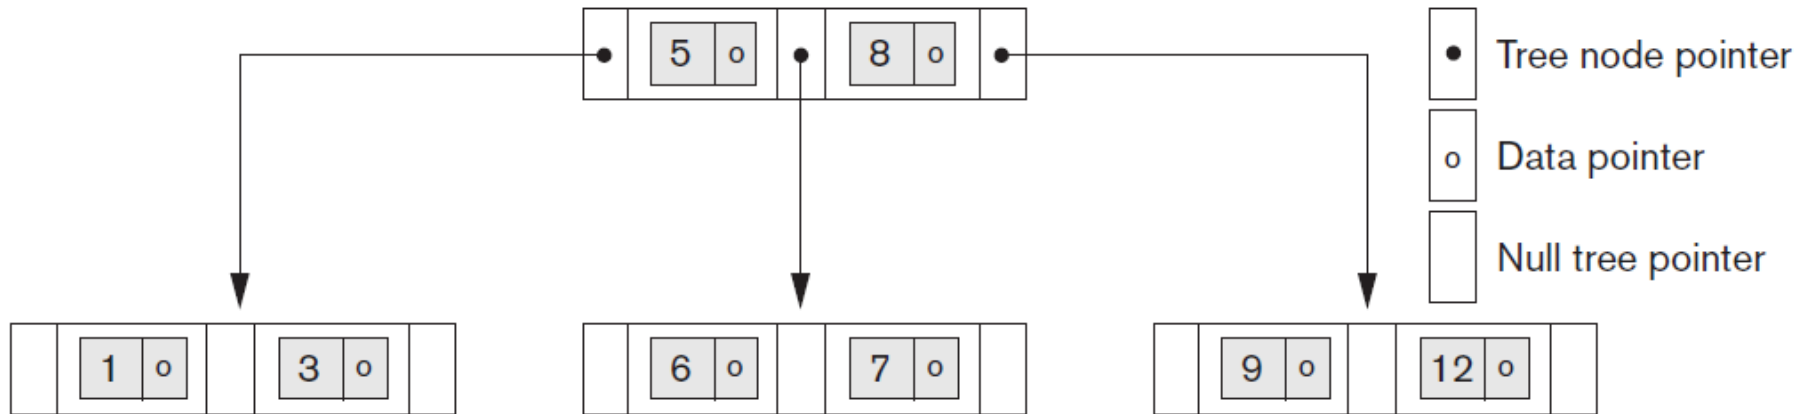 5 o 8 o
Tree node pointer
o Data pointer
Null tree pointer
1 o 3 o 6 o 7 o 9 o 12 o